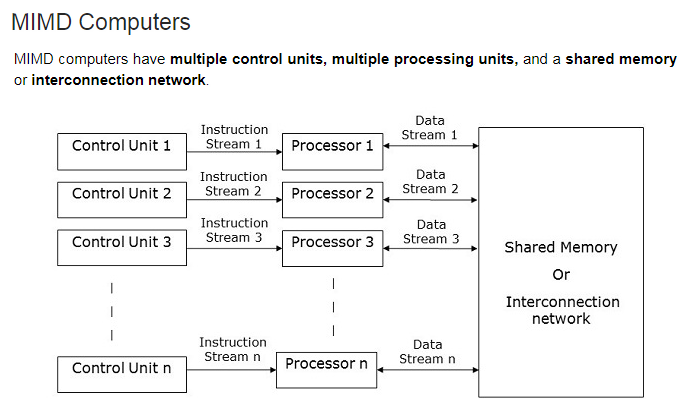 MIMD Computers
MIMD computers have multiple control units, multiple processing units, and a shared memory
or interconnection network.
Control Unit 1
Instruction
Stream 1
Processor 1
Data
Stream 1
Control Unit 2
Instruction
Stream 2
Processor 2
Data
Stream 2
Control Unit 3
Instruction
Stream 3
Processor 3
Data
Stream 3
Shared Memory
Or
Interconnection
network
Control Unit n
Instruction
Stream n
Processor n
Data
Stream n